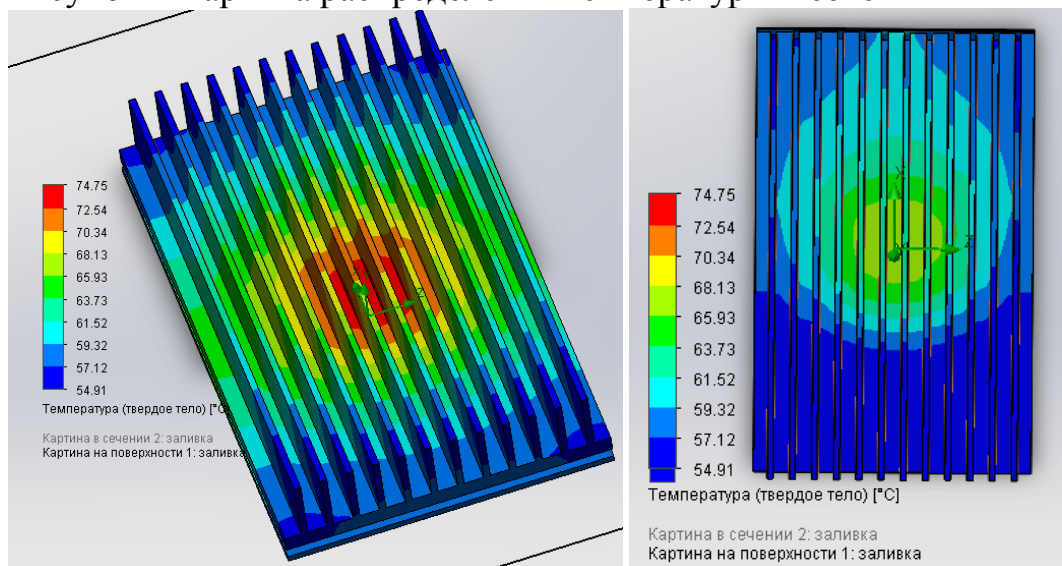 распределения температур
74.75
72.54
70.34
68.13
65.93
63.73
61.52
59.32
57.12
54.91
Температура (твердое тело) [°C]
Картина в сечении 2: заливка
Картина на поверхности 1: заливка
X
Z
74.75
72.54
70.34
68.13
65.93
63.73
61.52
59.32
57.12
54.91
Температура (твердое тело) [°C]
Картина в сечении 2: заливка
Картина на поверхности 1: заливка
X
Z